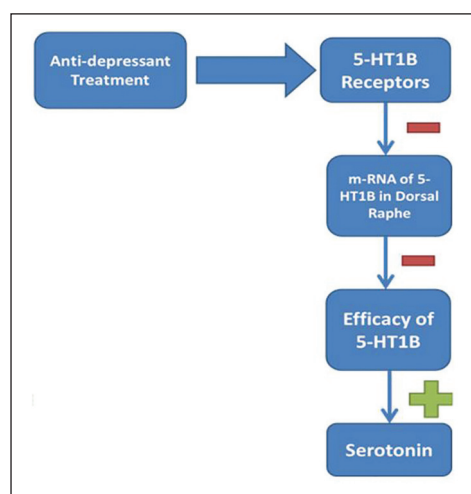 Anti-depressant
Treatment
5-HT1B
Receptors
m-RNA of 5-
HT1B in Dorsal
Raphe
Efficacy of
5-HT1B
Serotonin